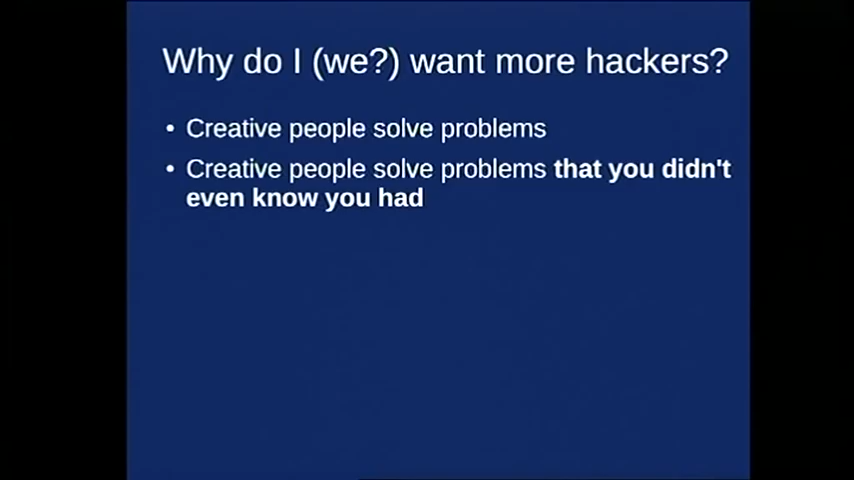 Why do I (we?) want more hackers?
• Creative people solve problems
• Creative people solve problems that you didn't
even know you had